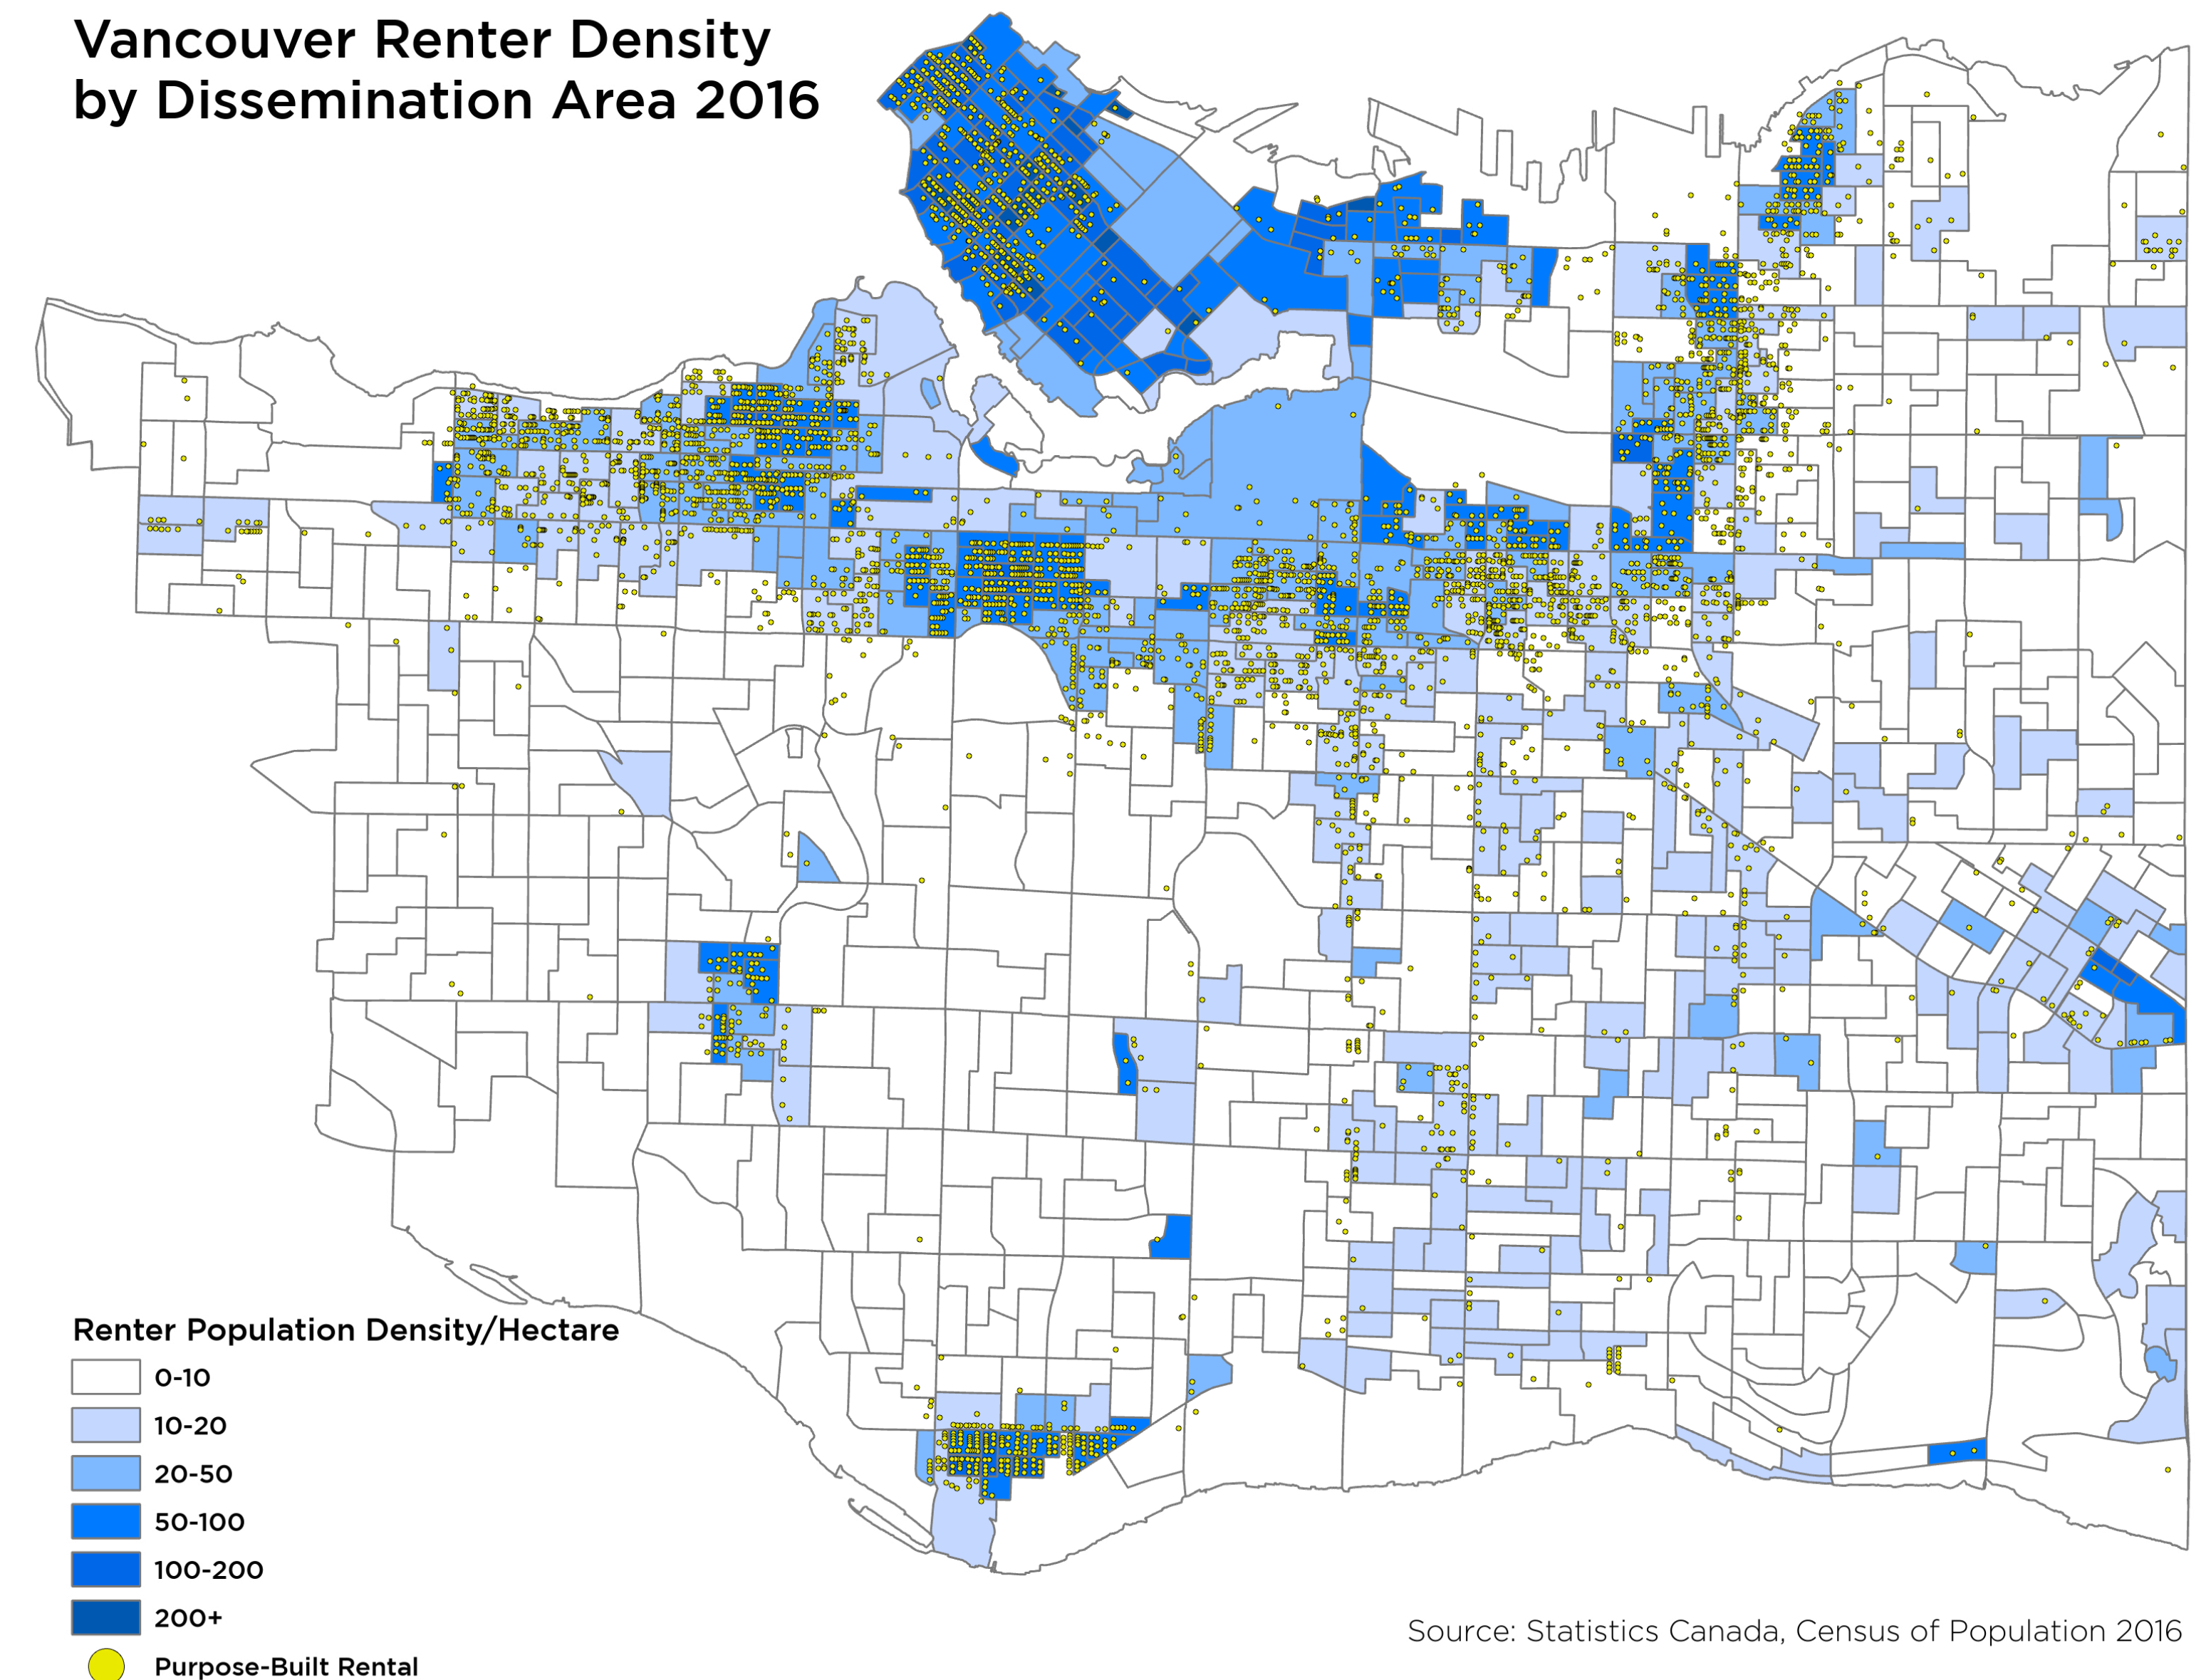 Vancouver Renter Density
by Dissemination Area 2016
Renter Population Density/Hectare
0-10
10-20
20-50
50-100
100-200
200+
Purpose-Built Rental
Source: Statistics Canada, Census of Population 2016